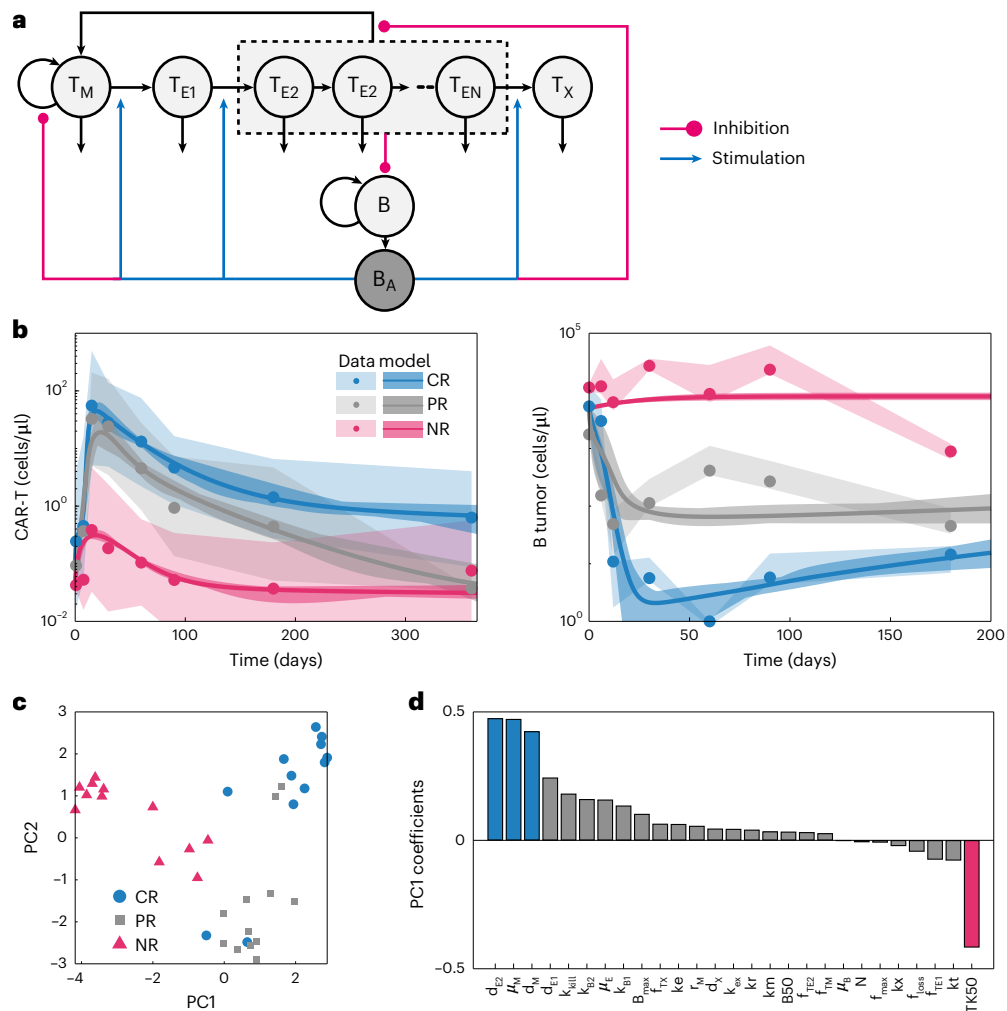 a
T_M T_E1 T_E2 T_E2 T_EN T_X
Inhibition
Stimulation
B
B_A
b
CAR-T (cells/µl)
10^2
10^0
10^−2
0 100 200 300
Time (days)
Data model
CR
PR
NR
B tumor (cells/µl)
10^5
10^0
0 50 100 150 200
Time (days)
c
PC2
3
2
1
0
−1
−2
−3
−4 −2 0 2
PC1
CR
PR
NR
d
PC1 coefficients
0.5
0
−0.5
d_E2 µ_M d_M d_E1 k_kill k_B2 µ_E k_B1 B_max f_TX ke r_M d_X k_ex kr km B50 f_TE2 f_TM µ_B N f_max kx f_loss f_TE1 kt TK50